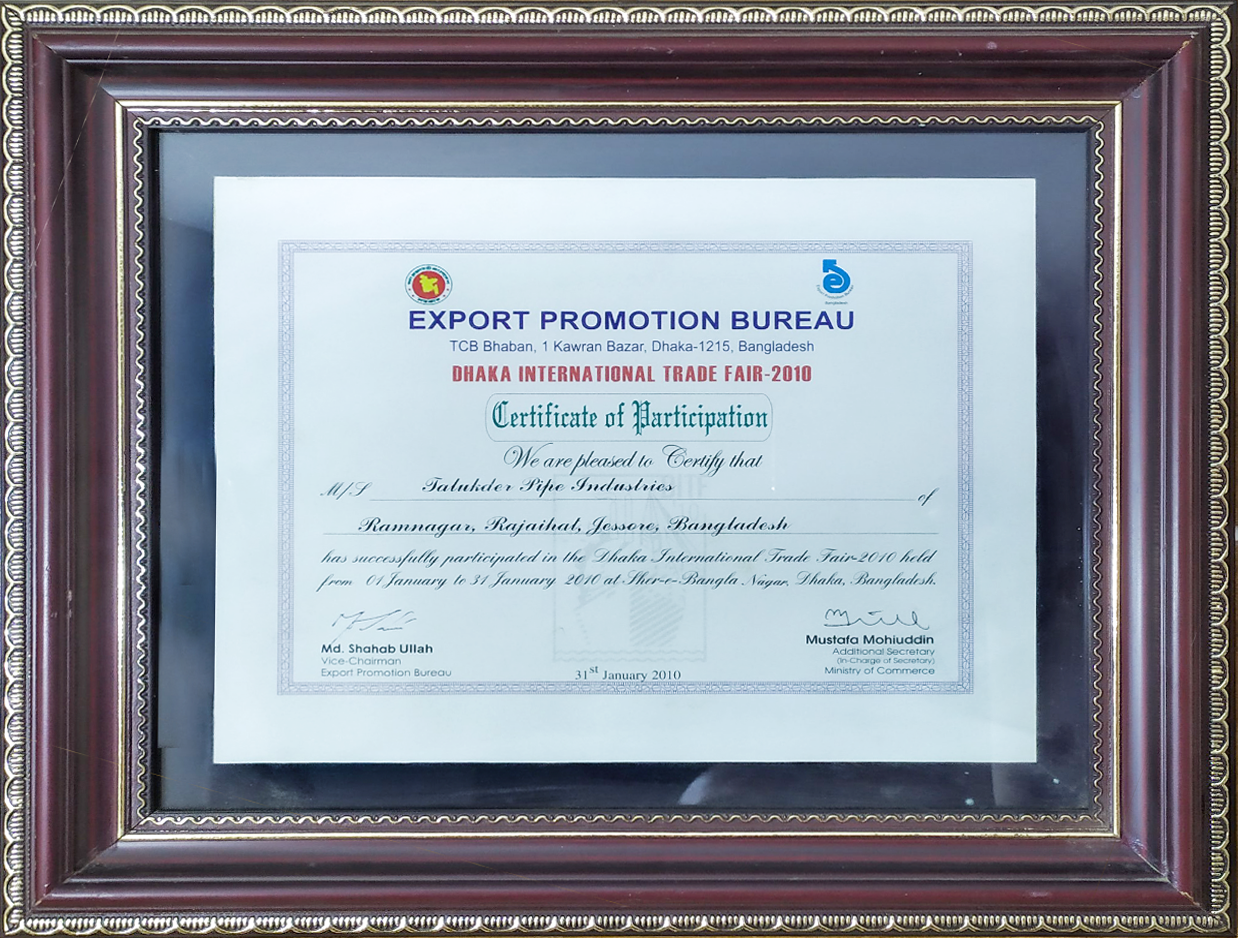 EXPORT PROMOTION BUREAU
TCB Bhaban, 1 Kawran Bazar, Dhaka-1215, Bangladesh
DHAKA INTERNATIONAL TRADE FAIR-2010
Certificate of Participation
We are pleased to Certify that
M/S Talukder Pipe Industries of
Ramnagar, Rajaihat, Jessore, Bangladesh
has successfully participated in the Dhaka International Trade Fair-2010 held
from 01 January to 31 January 2010 at Sher-e-Bangla Nagar, Dhaka, Bangladesh.
Md. Shahab Ullah
Vice-Chairman
Export Promotion Bureau
31st January 2010
Mustafa Mohiuddin
Additional Secretary
(In-Charge of Secretary)
Ministry of Commerce